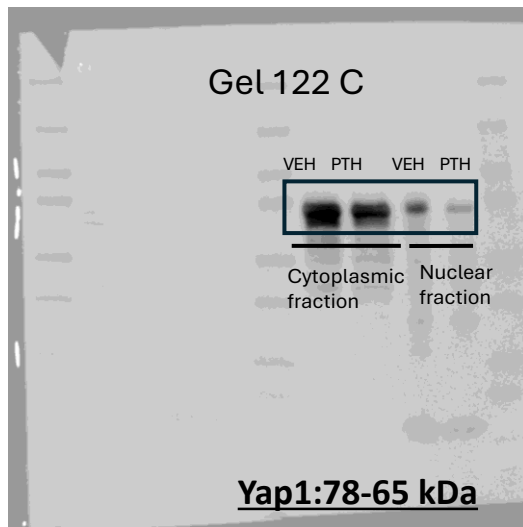 Gel 122 C
VEH PTH VEH PTH
Cytoplasmic fraction
Nuclear fraction
Yap1:78-65 kDa